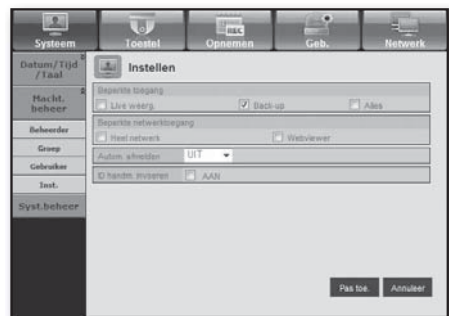 Systeem
Toestel
REC
Opnemen
Geb.
Netwerk
Datum/Tijd
/Taal
Instellen
Macht.
beheer
Beperkte toegang
Live weerg.
Back-up
Alles
Beheerder
Beperkte netwerktoegang
Heel netwerk
Webviewer
Groep
Autom. afmelden
UIT
Gebruiker
ID handm. invoeren
AAN
Inst.
Syst.beheer
Pas toe.
Annuleer